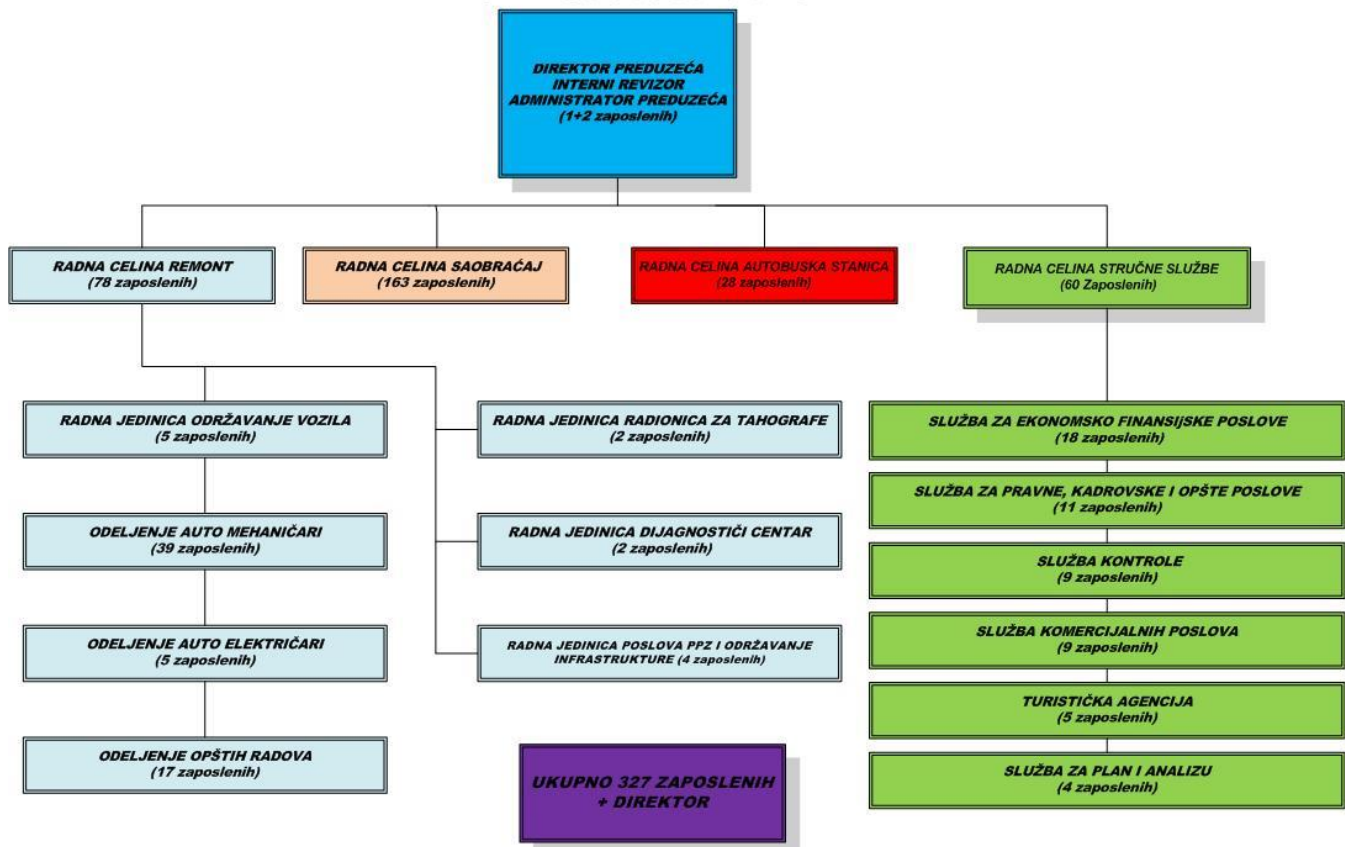 DIREKTOR PREDUZEĆA
INTERNI REVIZOR
ADMINISTRATOR PREDUZEĆA
(1+2 zaposlenih)
RADNA CELINA REMONT
(78 zaposlenih)
RADNA CELINA SAOBRAĆAJ
(163 zaposlenih)
RADNA CELINA AUTOBUSKA STANICA
(28 zaposlenih)
RADNA CELINA STRUČNE SLUŽBE
(60 Zaposlenih)
RADNA JEDINICA ODRŽAVANJE VOZILA
(5 zaposlenih)
ODELJENJE AUTO MEHANIČARI
(39 zaposlenih)
ODELJENJE AUTO ELEKTRIČARI
(5 zaposlenih)
ODELJENJE OPŠTIH RADOVA
(17 zaposlenih)
RADNA JEDINICA RADIONICA ZA TAHOGRAFE
(2 zaposlenih)
RADNA JEDINICA DIJAGNOSTIČI CENTAR
(2 zaposlenih)
RADNA JEDINICA POSLOVA PPZ I ODRŽAVANJE
INFRASTRUKTURE (4 zaposlenih)
SLUŽBA ZA EKONOMSKO FINANSIJSKE POSLOVE
(18 zaposlenih)
SLUŽBA ZA PRAVNE, KADROVSKE I OPŠTE POSLOVE
(11 zaposlenih)
SLUŽBA KONTROLE
(9 zaposlenih)
SLUŽBA KOMERCIJALNIH POSLOVA
(9 zaposlenih)
TURISTIČKA AGENCIJA
(5 zaposlenih)
SLUŽBA ZA PLAN I ANALIZU
(4 zaposlenih)
UKUPNO 327 ZAPOSLENIH
+ DIREKTOR